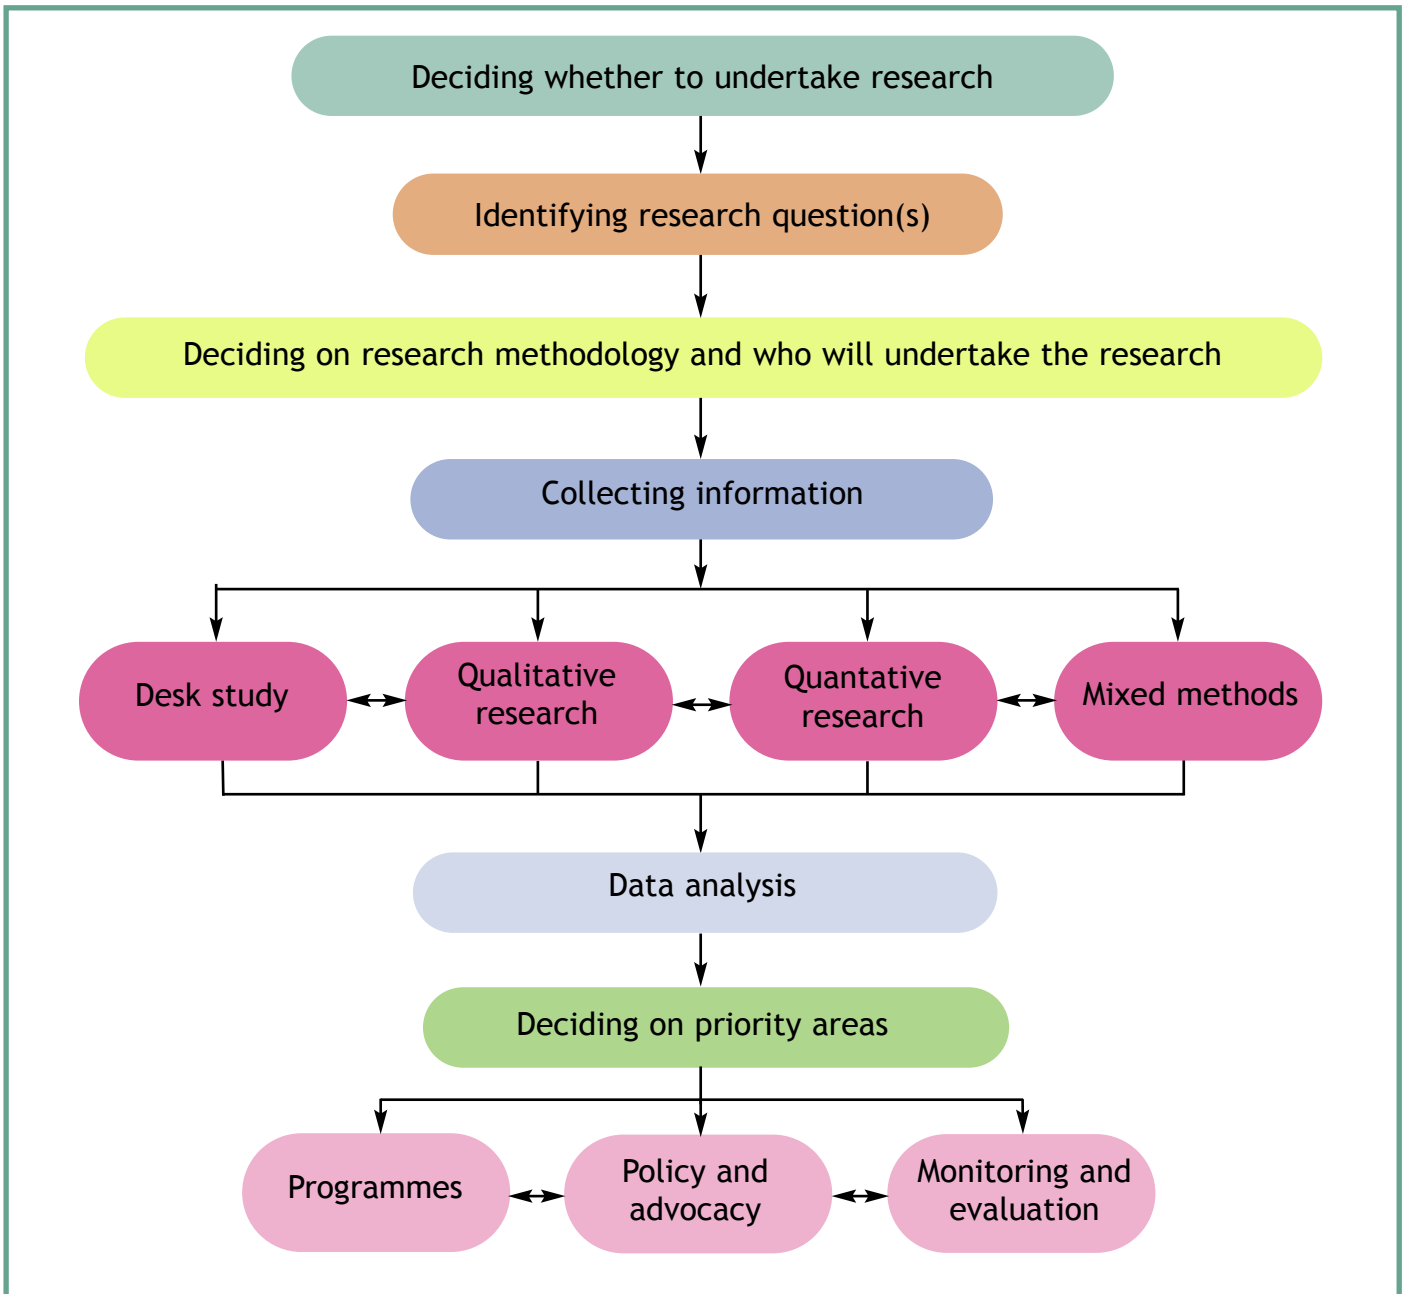 Deciding whether to undertake research
Identifying research question(s)
Deciding on research methodology and who will undertake the research
Collecting information
Desk study
Qualitative
research
Quantative
research
Mixed methods
Data analysis
Deciding on priority areas
Programmes
Policy and
advocacy
Monitoring and
evaluation